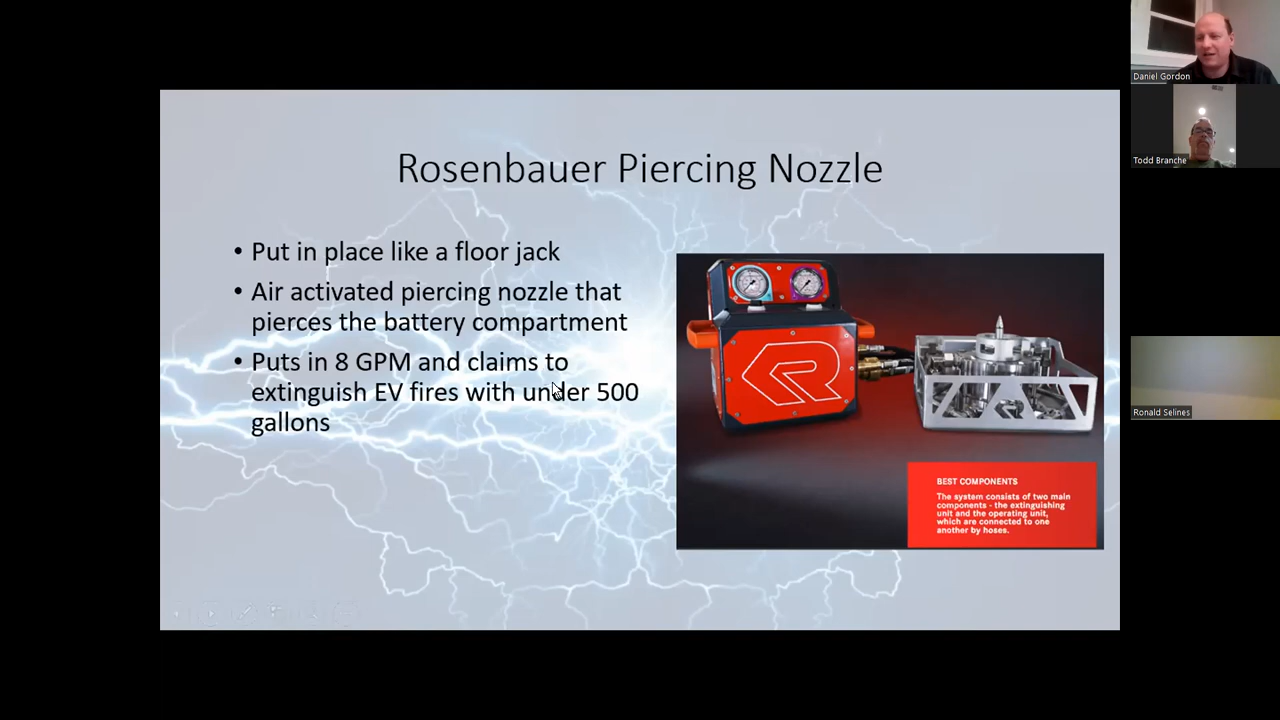 Rosenbauer Piercing Nozzle
• Put in place like a floor jack
• Air activated piercing nozzle that
pierces the battery compartment
• Puts in 8 GPM and claims to
extinguish EV fires with under 500
gallons
BEST COMPONENTS
The system consists of two main
components - the extinguishing
unit and the operating unit,
which are connected to one
another by hoses.
Daniel Gordon
Todd Branche
Ronald Selines